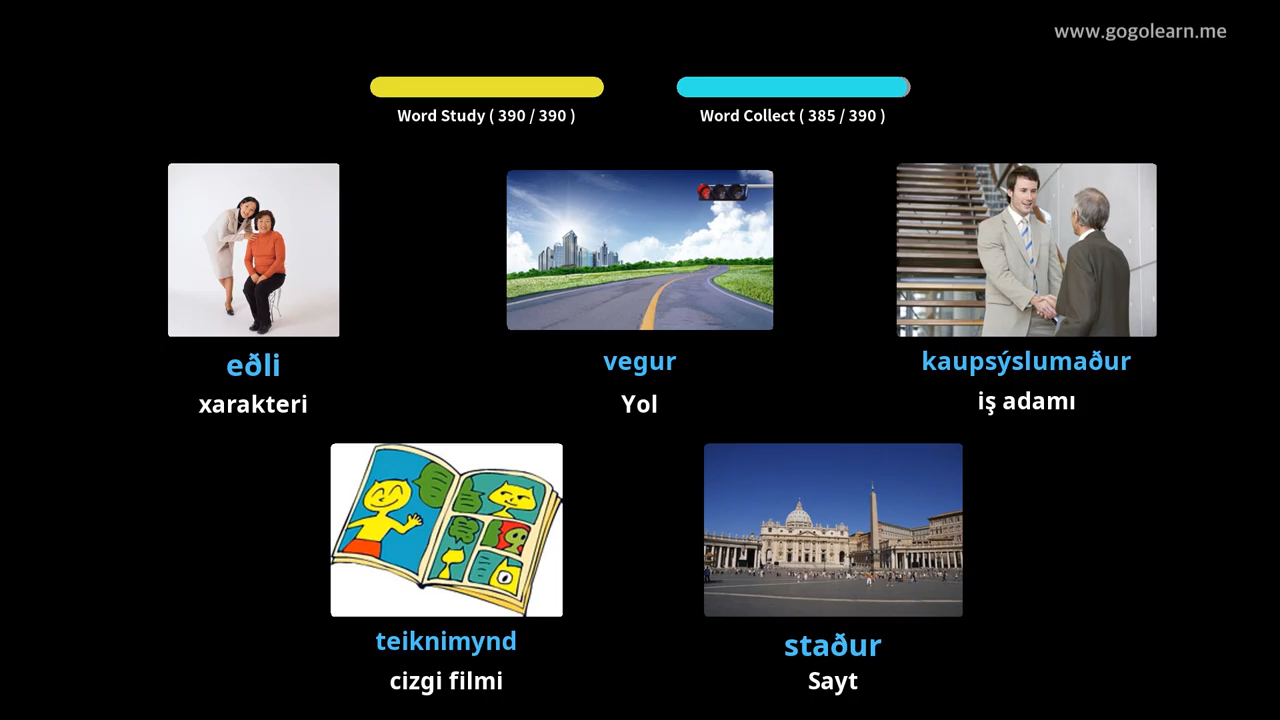 www.gogolearn.me
Word Study ( 390 / 390 )
Word Collect ( 385 / 390 )
eðli
xarakteri
vegur
Yol
kaupsýslumaður
iş adamı
teiknimynd
cizgi filmi
staður
Sayt